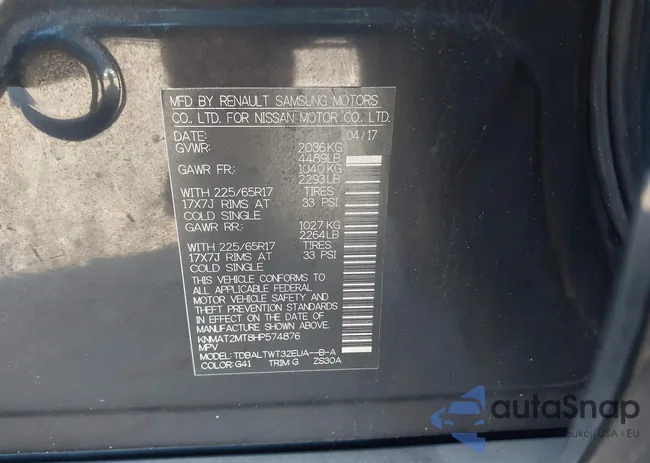 MFD BY RENAULT SAMSUNG MOTORS
CO., LTD. FOR NISSAN MOTOR CO., LTD.
DATE: 04/17
GVWR: 2036KG
4489LB
GAWR FR: 1040KG
2293LB
WITH 225/65R17 TIRES
17X7J RIMS AT 33 PSI
COLD SINGLE
GAWR RR: 1027KG
2264LB
WITH 225/65R17 TIRES
17X7J RIMS AT 33 PSI
COLD SINGLE
THIS VEHICLE CONFORMS TO
ALL APPLICABLE FEDERAL
MOTOR VEHICLE SAFETY AND
THEFT PREVENTION STANDARDS
IN EFFECT ON THE DATE OF
MANUFACTURE SHOWN ABOVE.
KNMAT2MT8HP574876
MPV
MODEL: TDBALTWT32EUA--B-A
COLOR: G41 TRIM: G ZS30A
autaSnap
Aukcji USA i EU